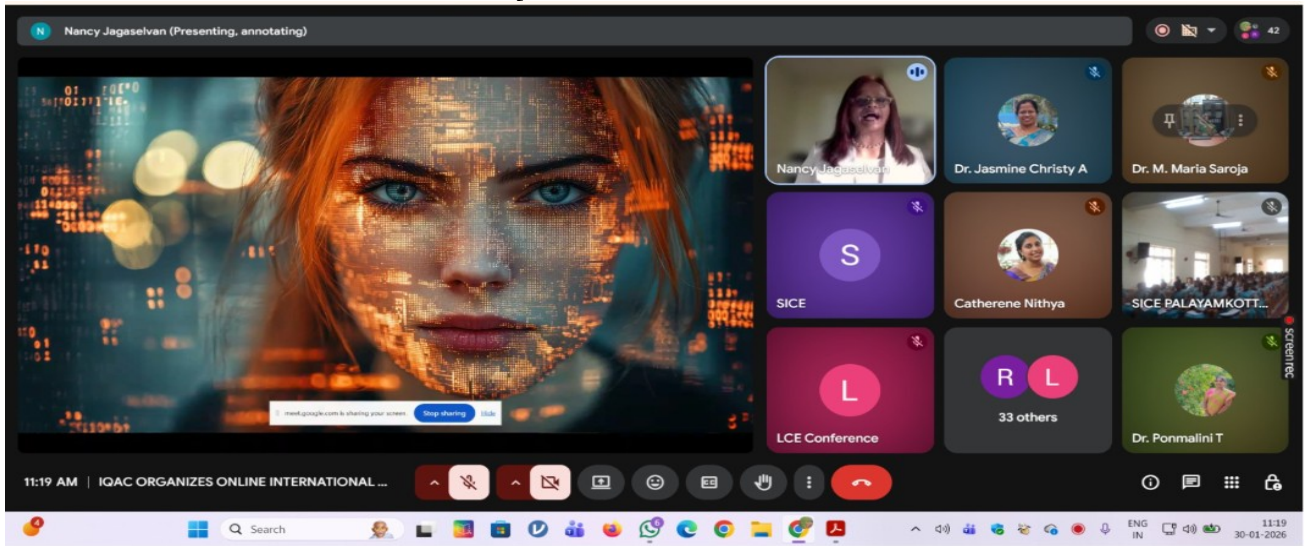 N Nancy Jagaselvan (Presenting, annotating)
42
Nancy Jagaselvan
Dr. Jasmine Christy A
Dr. M. Maria Saroja
S
SICE
Catherene Nithya
SICE PALAYAMKOTT...
L
LCE Conference
R L
33 others
Dr. Ponmalini T
screenrec
meet.google.com is sharing your screen.
Stop sharing
Hide
11:19 AM | IQAC ORGANIZES ONLINE INTERNATIONAL ...
4
Search
ENG
IN
11:19
30-01-2026